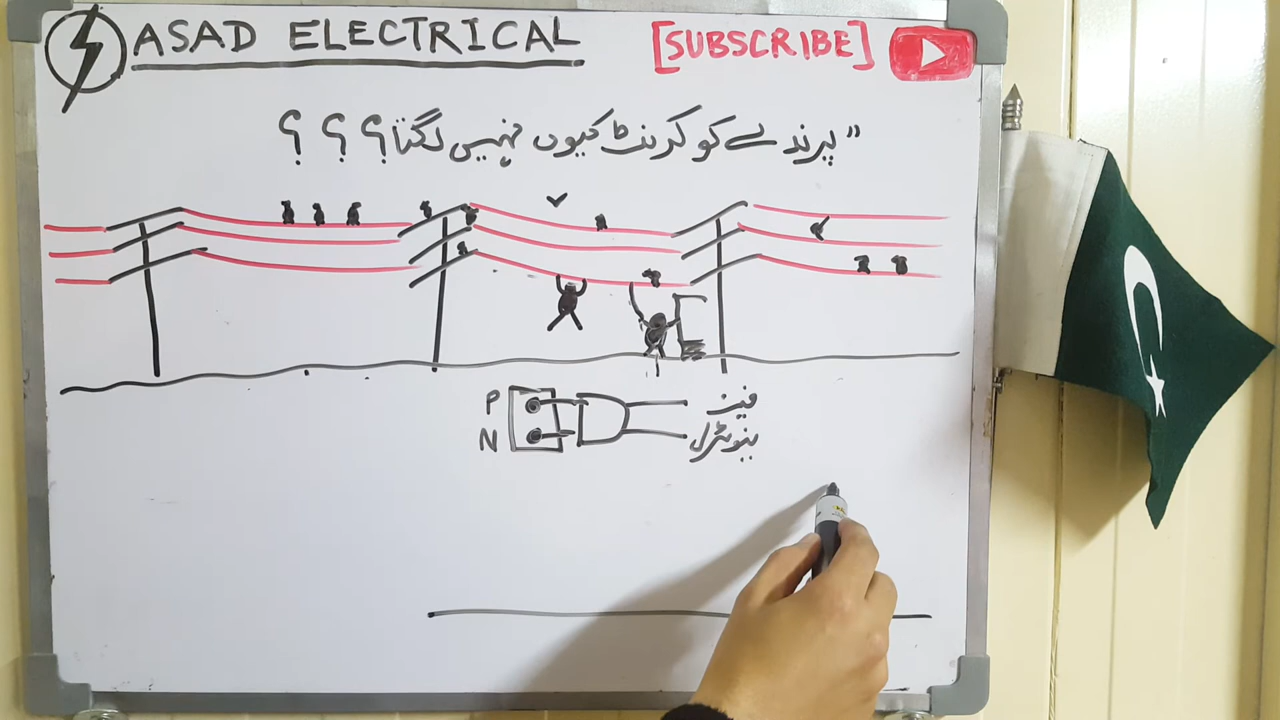 ASAD ELECTRICAL
[SUBSCRIBE]
"پرندے کو کرنٹ کیوں نہیں لگتا؟ ؟ ؟
P
فیز
N
نیوٹرل